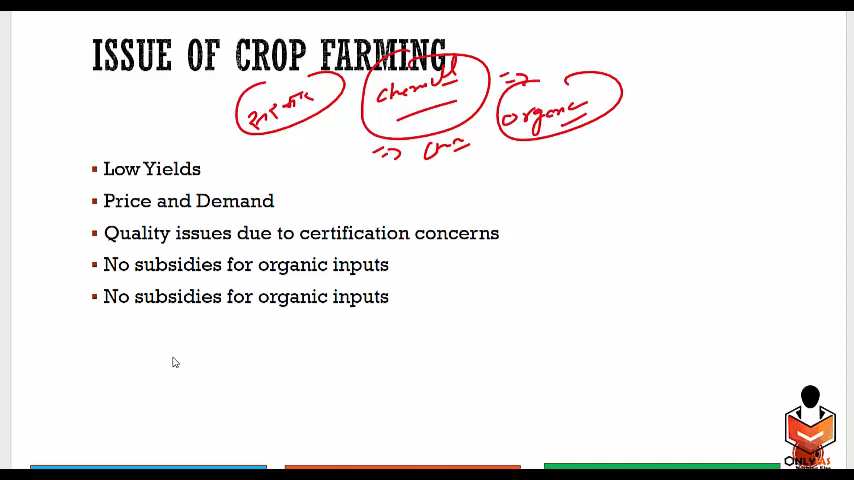 ISSUE OF CROP FARMING
chemical
organic
Low Yields
Price and Demand
Quality issues due to certification concerns
No subsidies for organic inputs
No subsidies for organic inputs
ONLYIAS